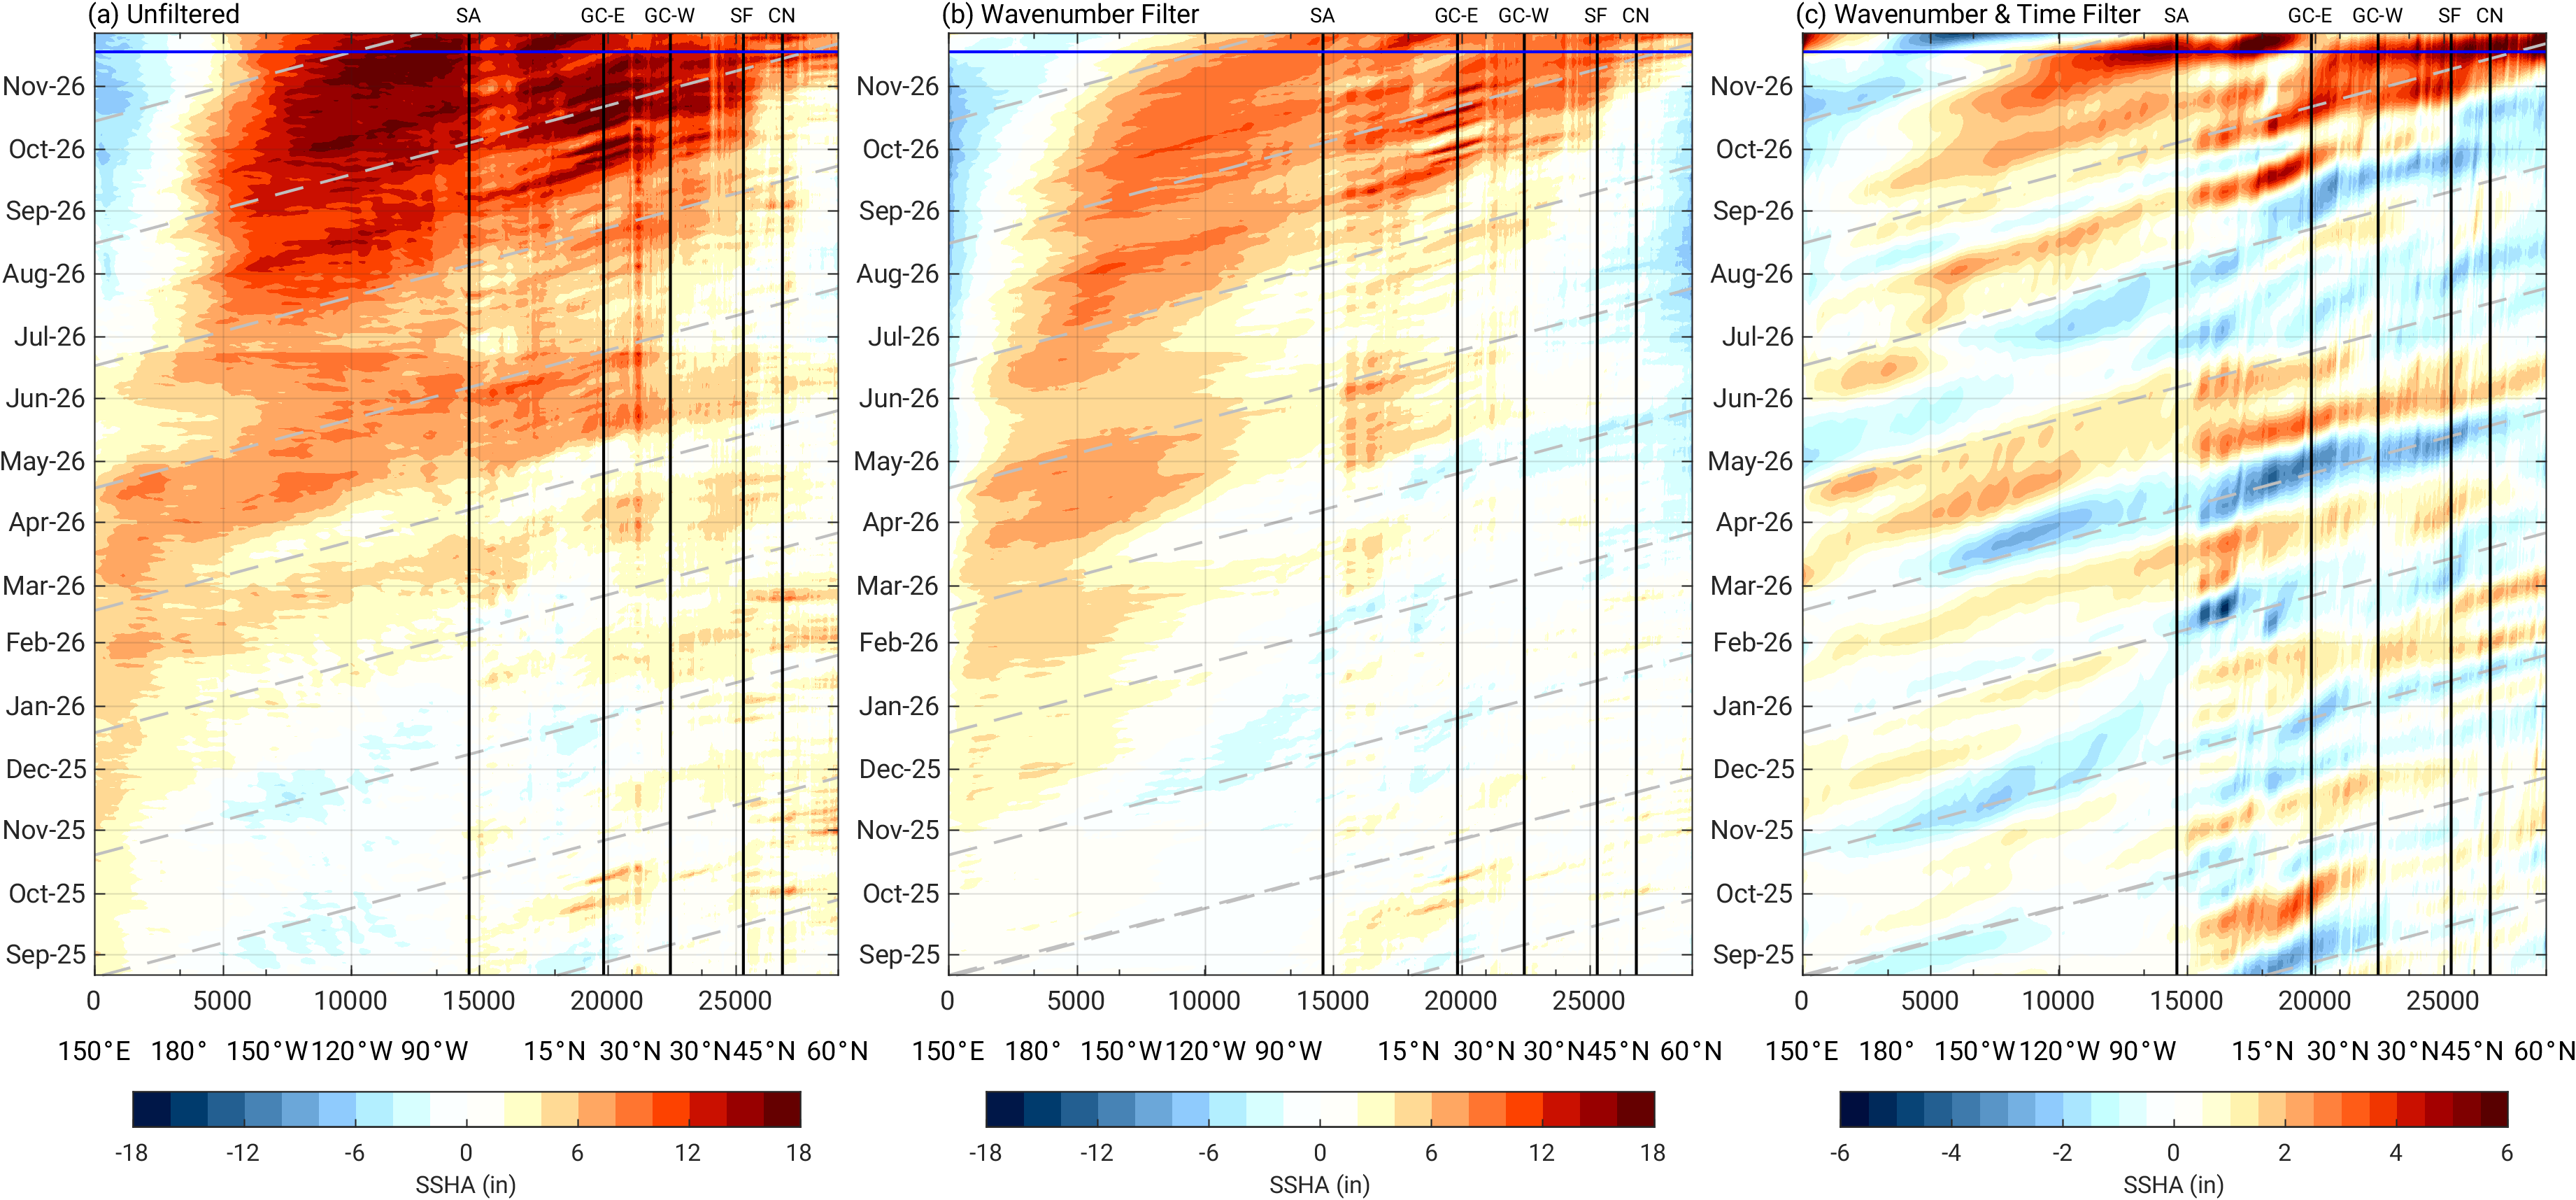 (a) Unfiltered SA GC-E GC-W SF CN
Nov-26
Oct-26
Sep-26
Aug-26
Jul-26
Jun-26
May-26
Apr-26
Mar-26
Feb-26
Jan-26
Dec-25
Nov-25
Oct-25
Sep-25
0 5000 10000 15000 20000 25000
150°E 180° 150°W 120°W 90°W 15°N 30°N 30°N 45°N 60°N
-18 -12 -6 0 6 12 18
SSHA (in)
(b) Wavenumber Filter SA GC-E GC-W SF CN
Nov-26
Oct-26
Sep-26
Aug-26
Jul-26
Jun-26
May-26
Apr-26
Mar-26
Feb-26
Jan-26
Dec-25
Nov-25
Oct-25
Sep-25
0 5000 10000 15000 20000 25000
150°E 180° 150°W 120°W 90°W 15°N 30°N 30°N 45°N 60°N
-18 -12 -6 0 6 12 18
SSHA (in)
(c) Wavenumber & Time Filter SA GC-E GC-W SF CN
Nov-26
Oct-26
Sep-26
Aug-26
Jul-26
Jun-26
May-26
Apr-26
Mar-26
Feb-26
Jan-26
Dec-25
Nov-25
Oct-25
Sep-25
0 5000 10000 15000 20000 25000
150°E 180° 150°W 120°W 90°W 15°N 30°N 30°N 45°N 60°N
-6 -4 -2 0 2 4 6
SSHA (in)